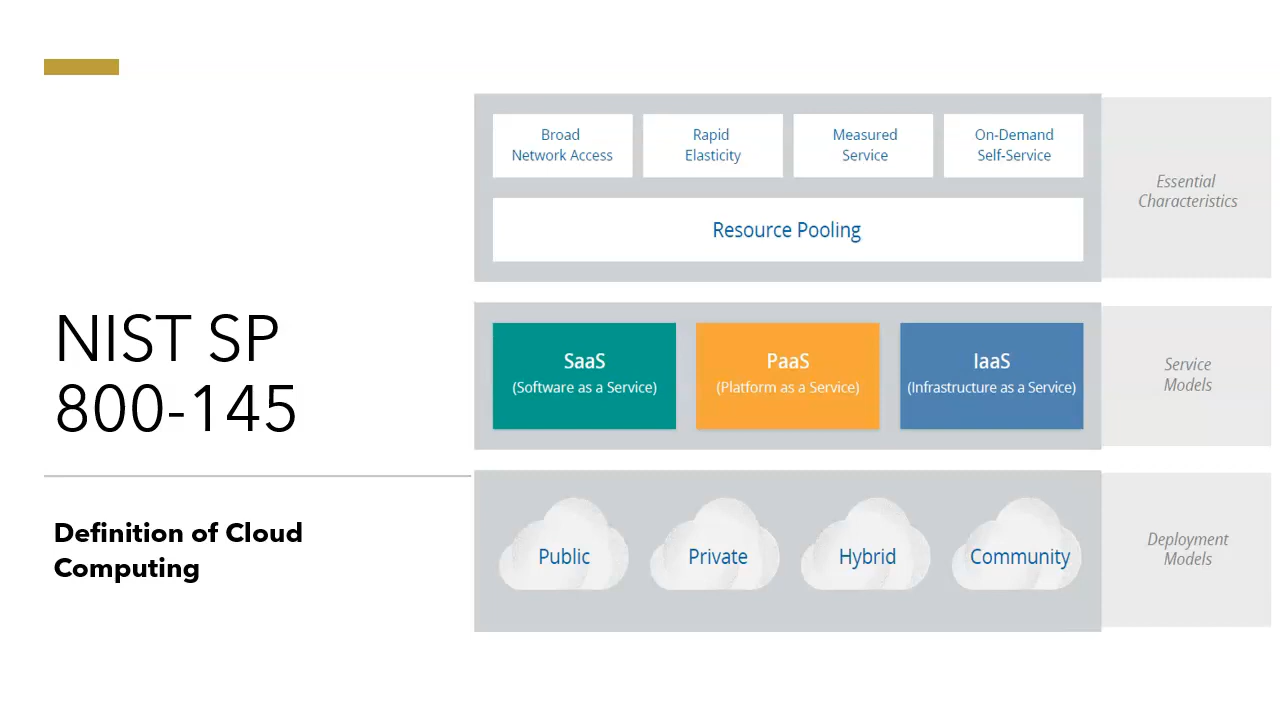 NIST SP
800-145
Definition of Cloud
Computing
Broad
Network Access
Rapid
Elasticity
Measured
Service
On-Demand
Self-Service
Resource Pooling
Essential
Characteristics
SaaS
(Software as a Service)
PaaS
(Platform as a Service)
IaaS
(Infrastructure as a Service)
Service
Models
Public
Private
Hybrid
Community
Deployment
Models